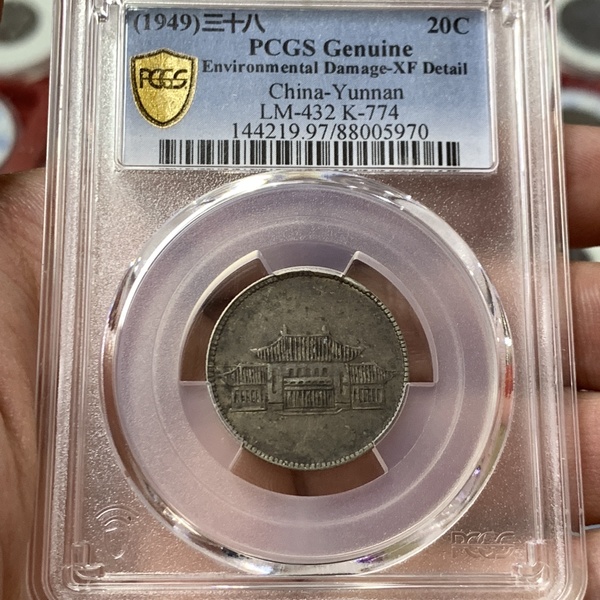 (1949)三十八 20C
PCGS Genuine
Environmental Damage-XF Detail
China-Yunnan
LM-432 K-774
144219.97/88005970
PCGS
PCGS